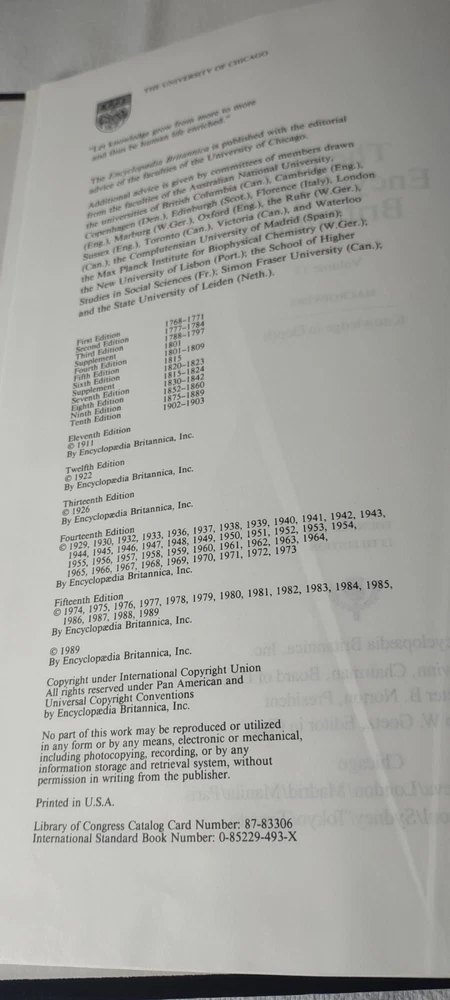 THE UNIVERSITY OF CHICAGO
"Let knowledge grow from more to more
and thus be human life enriched."
The Encyclopædia Britannica is published with the editorial
advice of the faculties of the University of Chicago.
Additional advice is given by committees of members drawn
from the faculties of the Australian National University,
the universities of British Columbia (Can.), Cambridge (Eng.),
Copenhagen (Den.), Edinburgh (Scot.), Florence (Italy), London
(Eng.), Marburg (W.Ger.), Oxford (Eng.), the Ruhr (W.Ger.),
Sussex (Eng.), Toronto (Can.), Victoria (Can.), and Waterloo
(Can.); the Complutensian University of Madrid (Spain);
the Max Planck Institute for Biophysical Chemistry (W.Ger.);
the New University of Lisbon (Port.); the School of Higher
Studies in Social Sciences (Fr.); Simon Fraser University (Can.);
and the State University of Leiden (Neth.).
First Edition 1768–1771
Second Edition 1777–1784
Third Edition 1788–1797
Supplement 1801
Fourth Edition 1801–1809
Fifth Edition 1815
Sixth Edition 1820–1823
Supplement 1815–1824
Seventh Edition 1830–1842
Eighth Edition 1852–1860
Ninth Edition 1875–1889
Tenth Edition 1902–1903
Eleventh Edition
© 1911
By Encyclopædia Britannica, Inc.
Twelfth Edition
© 1922
By Encyclopædia Britannica, Inc.
Thirteenth Edition
© 1926
By Encyclopædia Britannica, Inc.
Fourteenth Edition
© 1929, 1930, 1932, 1933, 1936, 1937, 1938, 1939, 1940, 1941, 1942, 1943,
1944, 1945, 1946, 1947, 1948, 1949, 1950, 1951, 1952, 1953, 1954,
1955, 1956, 1957, 1958, 1959, 1960, 1961, 1962, 1963, 1964,
1965, 1966, 1967, 1968, 1969, 1970, 1971, 1972, 1973
By Encyclopædia Britannica, Inc.
Fifteenth Edition
© 1974, 1975, 1976, 1977, 1978, 1979, 1980, 1981, 1982, 1983, 1984, 1985,
1986, 1987, 1988, 1989
By Encyclopædia Britannica, Inc.
© 1989
By Encyclopædia Britannica, Inc.
Copyright under International Copyright Union
All rights reserved under Pan American and
Universal Copyright Conventions
by Encyclopædia Britannica, Inc.
No part of this work may be reproduced or utilized
in any form or by any means, electronic or mechanical,
including photocopying, recording, or by any
information storage and retrieval system, without
permission in writing from the publisher.
Printed in U.S.A.
Library of Congress Catalog Card Number: 87-83306
International Standard Book Number: 0-85229-493-X